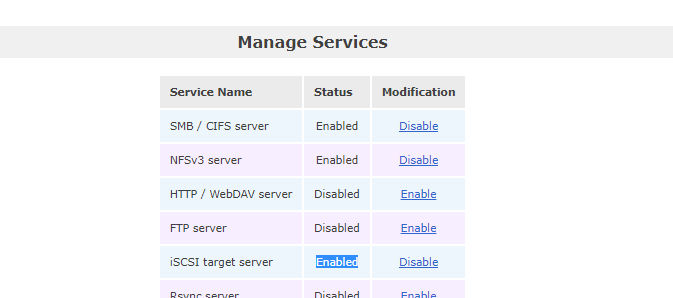 Manage Services
Service Name Status Modification
SMB / CIFS server Enabled Disable
NFSv3 server Enabled Disable
HTTP / WebDAV server Disabled Enable
FTP server Disabled Enable
iSCSI target server Enabled Disable
Rsync server Disabled Enable